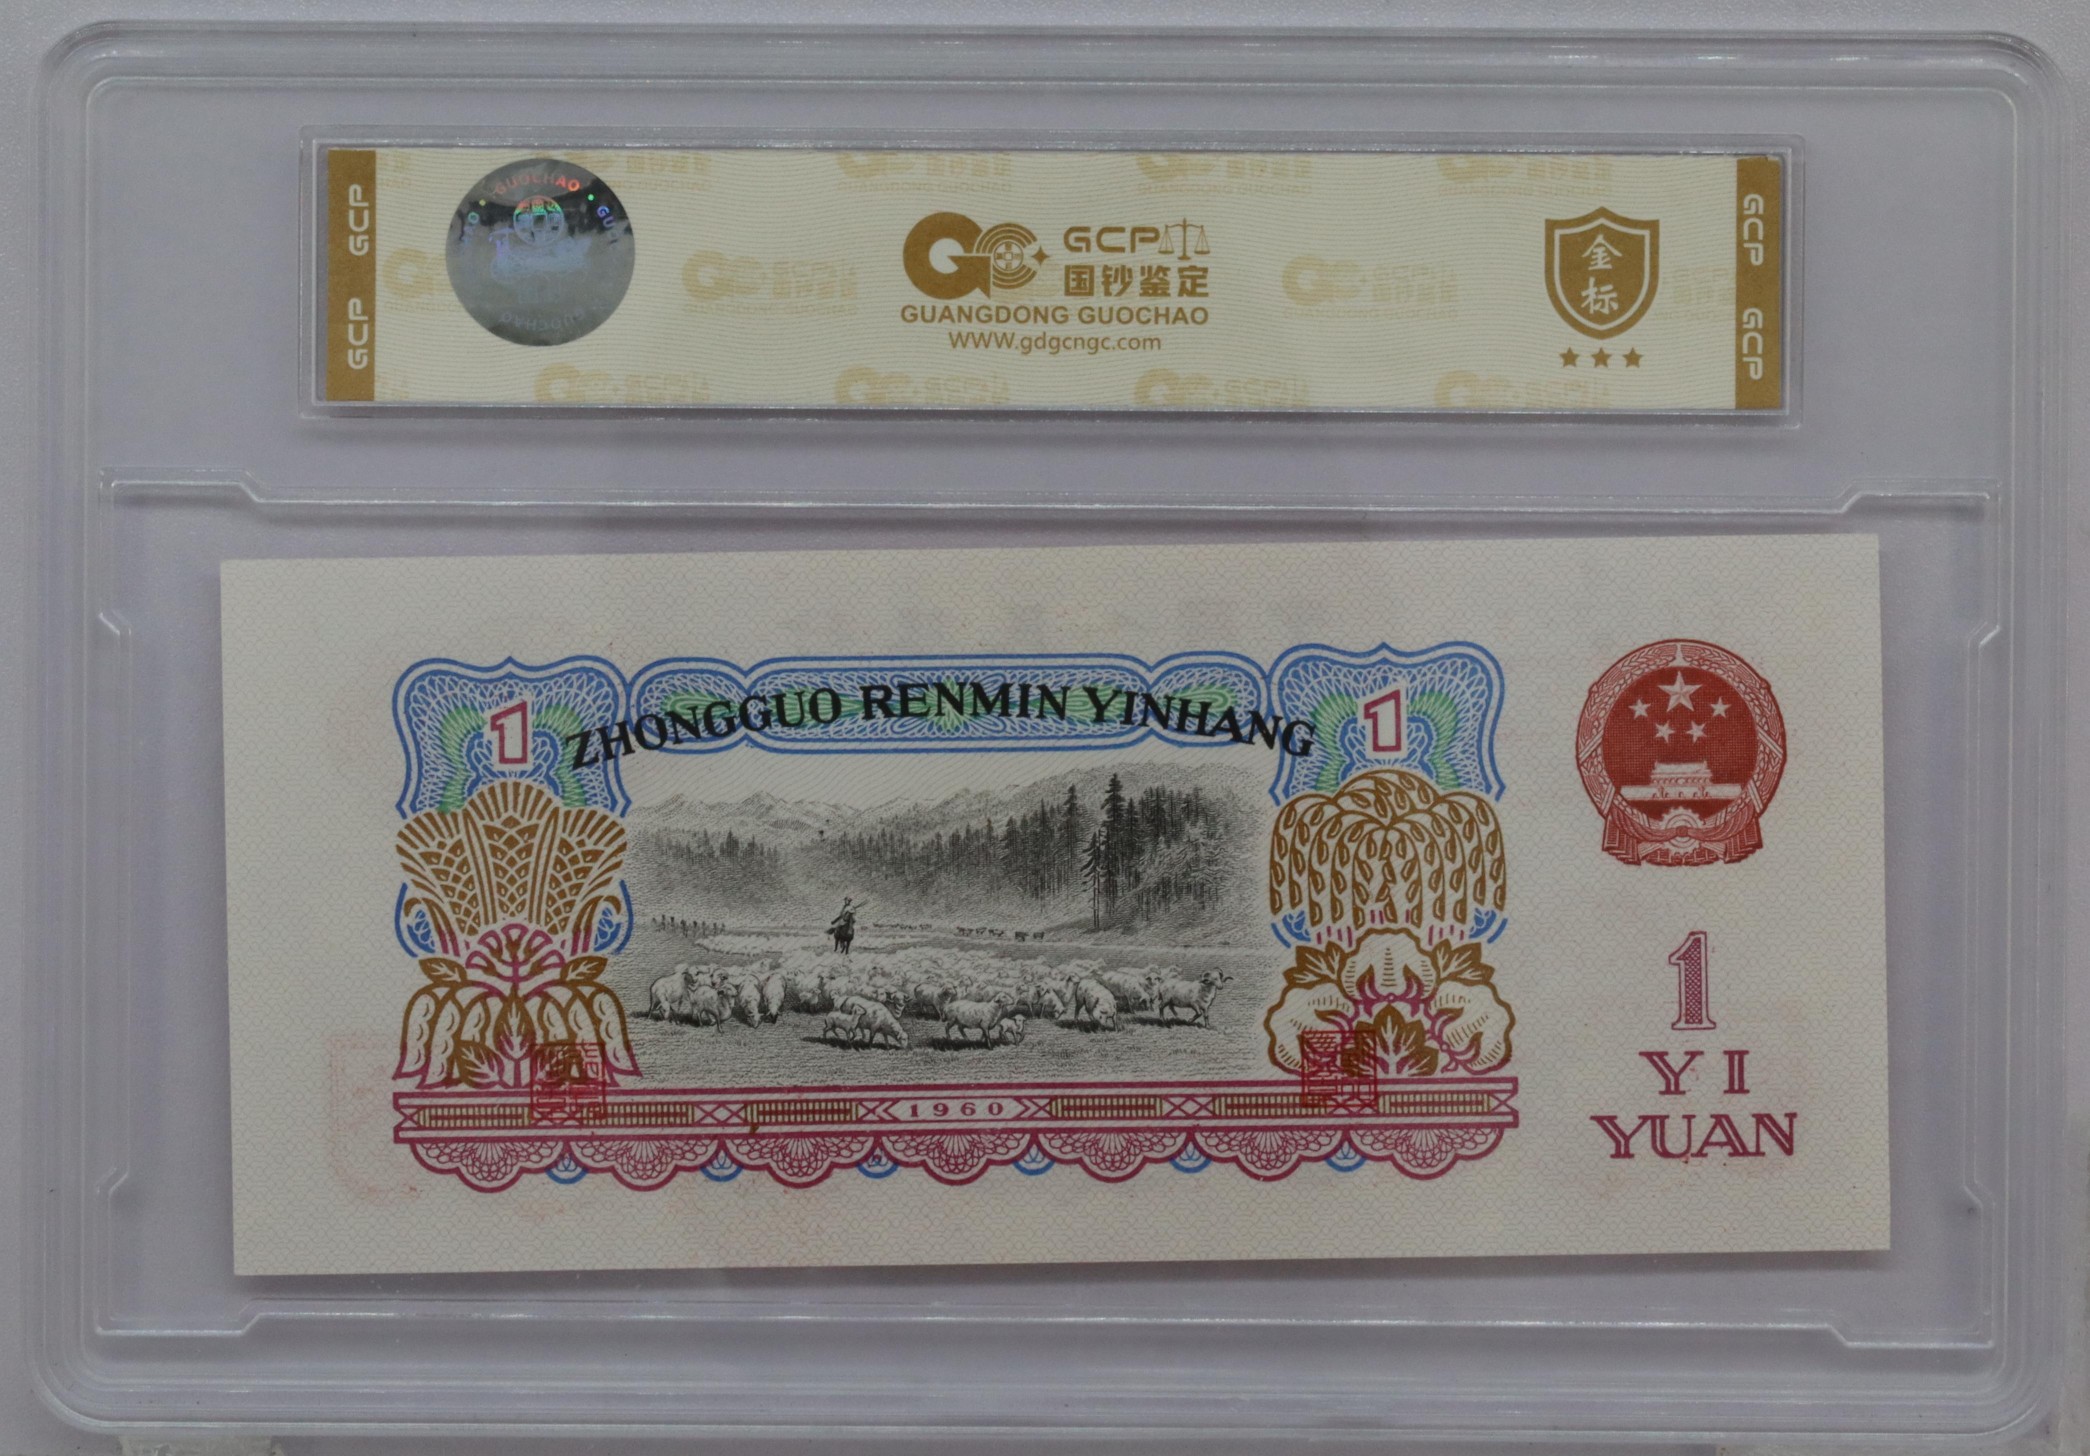 GCP GCP
GUOCHAO
GCP
国钞鉴定
GUANGDONG GUOCHAO
www.gdgcngc.com
金标
GCP GCP
ZHONGGUO RENMIN YINHANG
1
1
1960
1
YI
YUAN